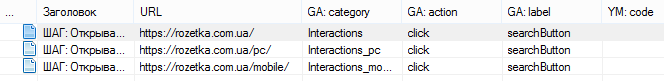 ... Заголовок URL GA: category GA: action GA: label YM: code
ШАГ: Открыва... https://rozetka.com.ua/ Interactions click searchButton
ШАГ: Открыва... https://rozetka.com.ua/pc/ Interactions_pc click searchButton
ШАГ: Открыва... https://rozetka.com.ua/mobile/ Interactions_mo... click searchButton